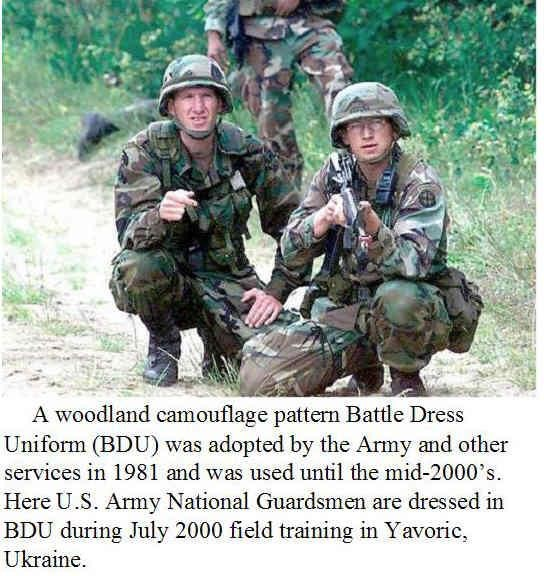 A woodland camouflage pattern Battle Dress
Uniform (BDU) was adopted by the Army and other
services in 1981 and was used until the mid-2000’s.
Here U.S. Army National Guardsmen are dressed in
BDU during July 2000 field training in Yavoric,
Ukraine.